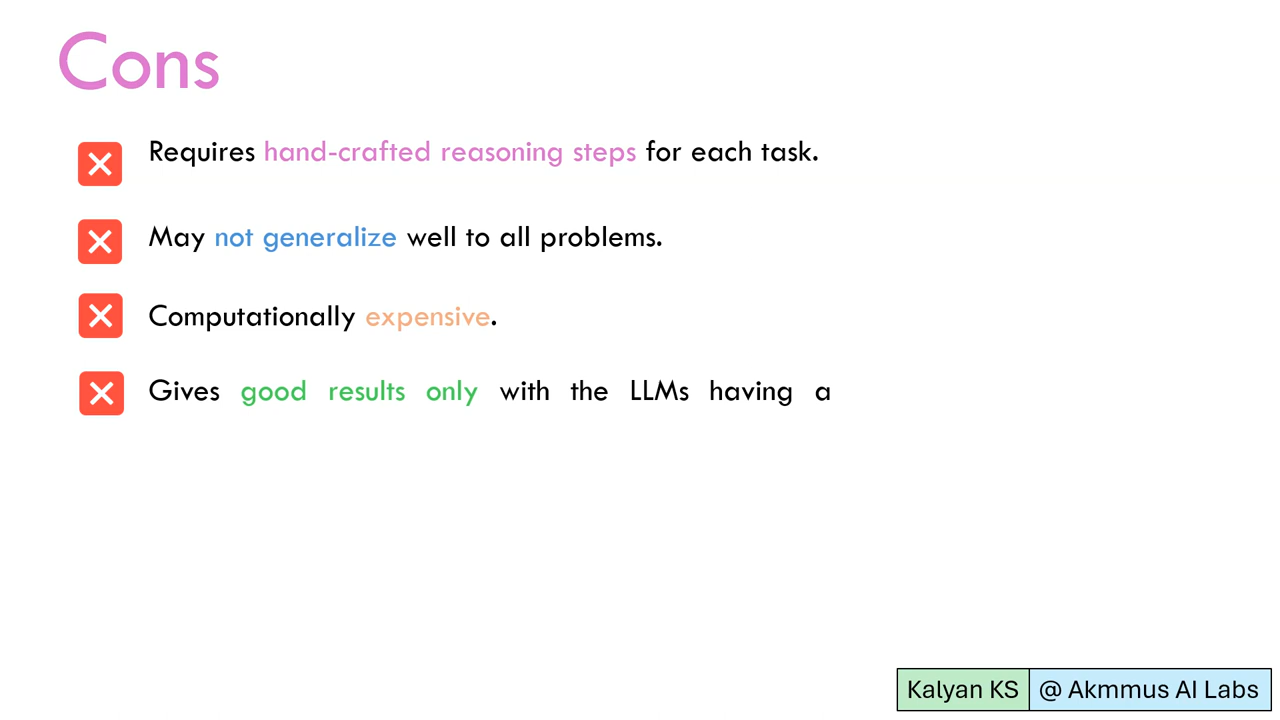 Cons
Requires hand-crafted reasoning steps for each task.
May not generalize well to all problems.
Computationally expensive.
Gives good results only with the LLMs having a
Kalyan KS @ Akmmus AI Labs